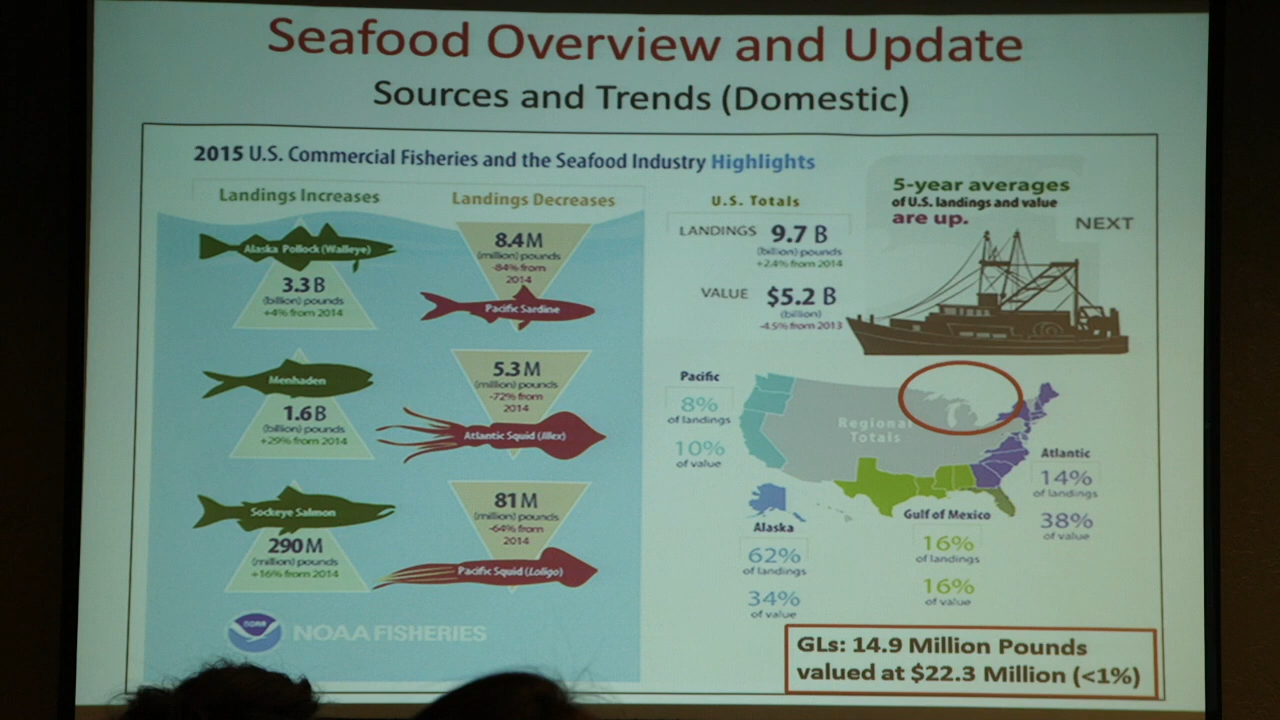 Seafood Overview and Update
Sources and Trends (Domestic)
2015 U.S. Commercial Fisheries and the Seafood Industry Highlights
Landings Increases
Alaska Pollock (Walleye)
3.3 B
(billion) pounds
+4% from 2014
Menhaden
1.6 B
(billion) pounds
+29% from 2014
Sockeye Salmon
290 M
(million) pounds
+16% from 2014
Landings Decreases
8.4 M
(million) pounds
-84% from
2014
Pacific Sardine
5.3 M
(million) pounds
-72% from
2014
Atlantic Squid (Illex)
81 M
(million) pounds
-64% from
2014
Pacific Squid (Loligo)
NOAA
NOAA FISHERIES
U.S. Totals
LANDINGS 9.7 B
(billion) pounds
+2.4% from 2014
VALUE $5.2 B
(billion)
-4.5% from 2013
5-year averages
of U.S. landings and value
are up.
NEXT
Regional
Totals
Pacific
8%
of landings
10%
of value
Alaska
62%
of landings
34%
of value
Gulf of Mexico
16%
of landings
16%
of value
Atlantic
14%
of landings
38%
of value
GLs: 14.9 Million Pounds
valued at $22.3 Million (<1%)